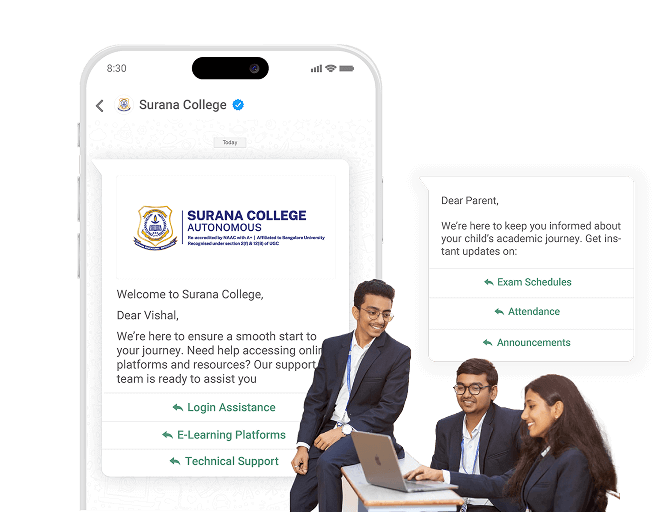 8:30
Surana College
Today
SURANA COLLEGE
AUTONOMOUS
Re-accredited by NAAC with A+ | Affiliated to Bangalore University
Recognised under section 2(f) & 12(B) of UGC
Welcome to Surana College,
Dear Vishal,
We're here to ensure a smooth start to
your journey. Need help accessing onlin
platforms and resources? Our support
team is ready to assist you
Login Assistance
E-Learning Platforms
Technical Support
Dear Parent,
We're here to keep you informed about
your child's academic journey. Get ins-
tant updates on:
Exam Schedules
Attendance
Announcements